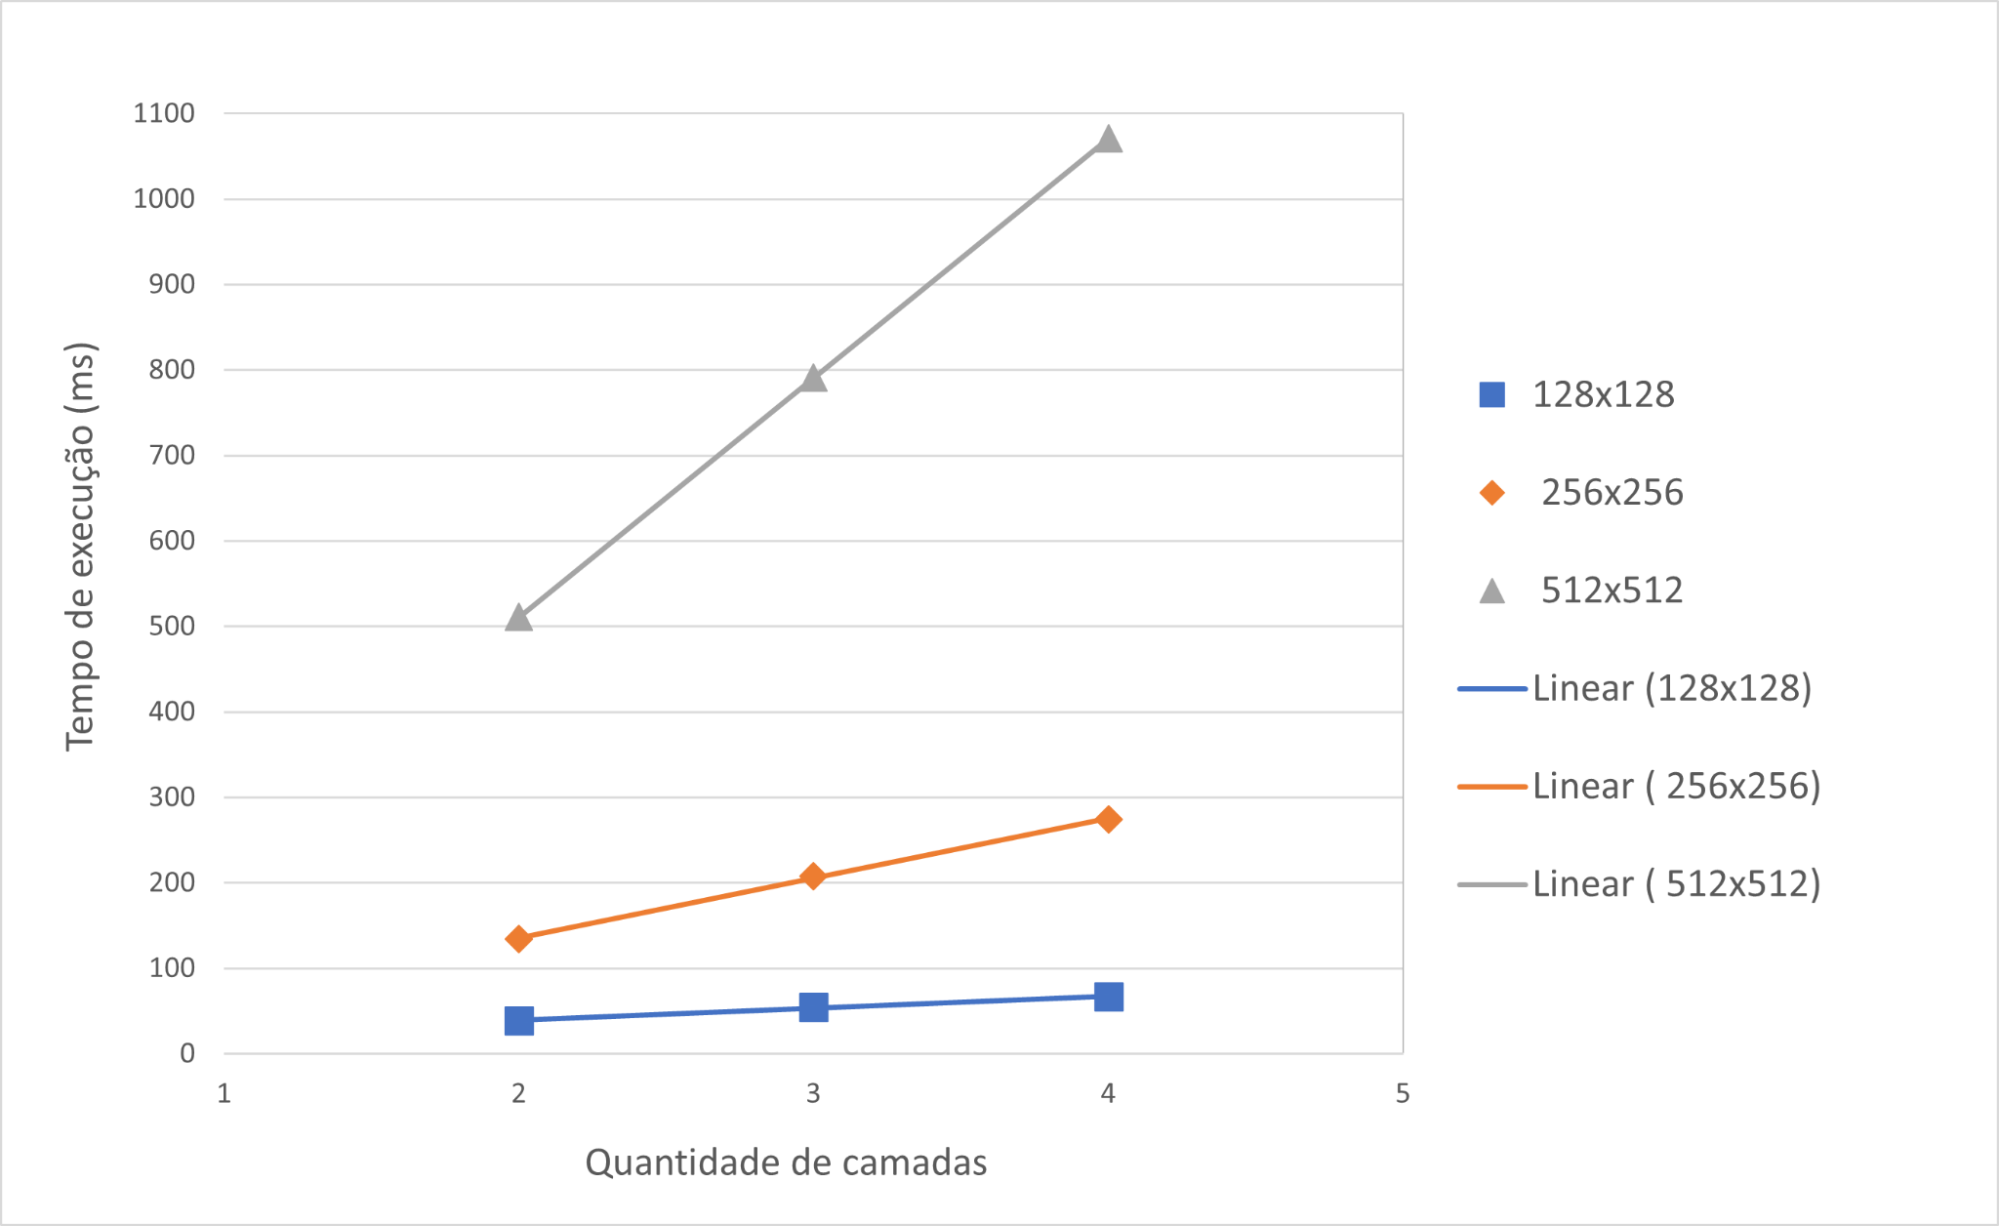 1100
1000
900
800
700
600
500
400
300
200
100
0
Tempo de execução (ms)
1 2 3 4 5
Quantidade de camadas
128x128
256x256
512x512
Linear (128x128)
Linear ( 256x256)
Linear ( 512x512)